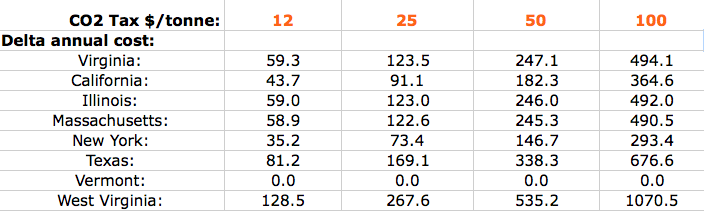 CO2 Tax $/tonne: 12 25 50 100
Delta annual cost:
Virginia: 59.3 123.5 247.1 494.1
California: 43.7 91.1 182.3 364.6
Illinois: 59.0 123.0 246.0 492.0
Massachusetts: 58.9 122.6 245.3 490.5
New York: 35.2 73.4 146.7 293.4
Texas: 81.2 169.1 338.3 676.6
Vermont: 0.0 0.0 0.0 0.0
West Virginia: 128.5 267.6 535.2 1070.5